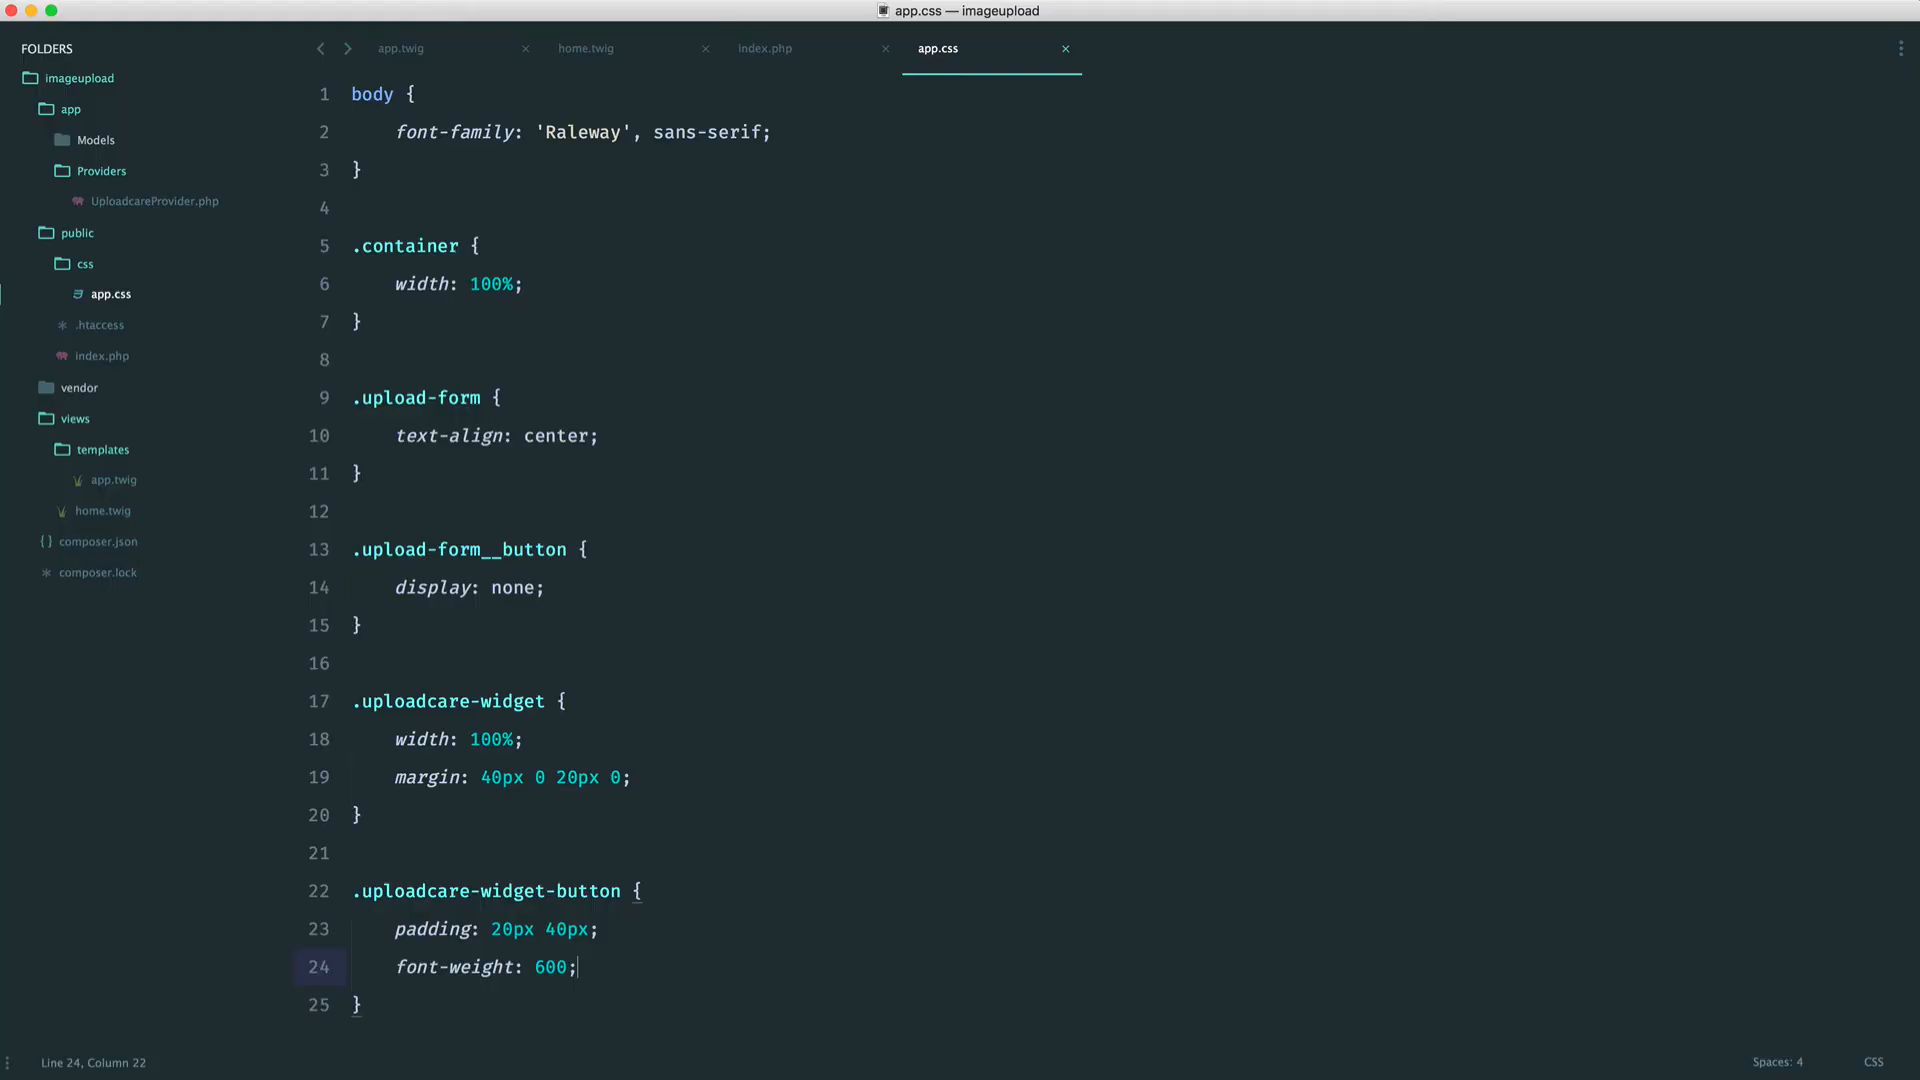 app.css — imageupload
FOLDERS
imageupload
app
Models
Providers
UploadcareProvider.php
public
css
app.css
.htaccess
index.php
vendor
views
templates
app.twig
home.twig
composer.json
composer.lock
app.twig
home.twig
index.php
app.css
1 body {
2 font-family: 'Raleway', sans-serif;
3 }
4
5 .container {
6 width: 100%;
7 }
8
9 .upload-form {
10 text-align: center;
11 }
12
13 .upload-form__button {
14 display: none;
15 }
16
17 .uploadcare-widget {
18 width: 100%;
19 margin: 40px 0 20px 0;
20 }
21
22 .uploadcare-widget-button {
23 padding: 20px 40px;
24 font-weight: 600;
25 }
Line 24, Column 22
Spaces: 4
CSS